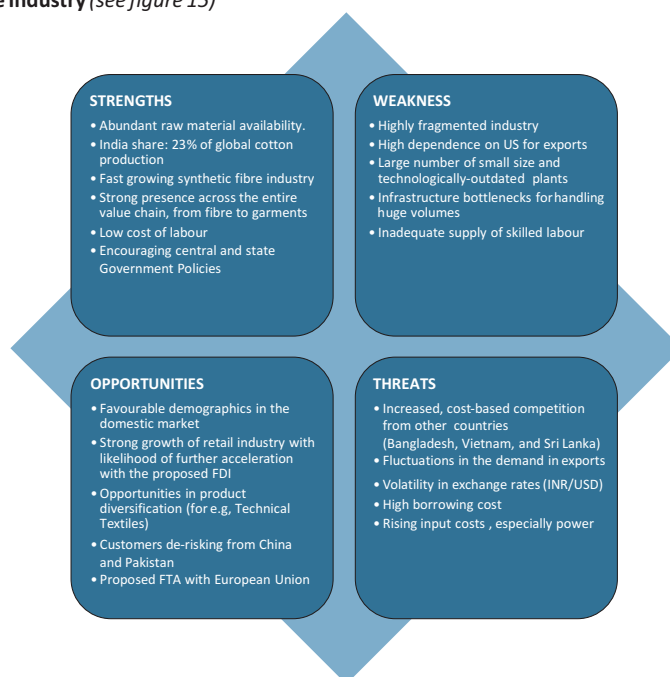 e industry (see figure 15)
STRENGTHS
• Abundant raw material availability.
• India share: 23% of global cotton
production
• Fast growing synthetic fibre industry
• Strong presence across the entire
value chain, from fibre to garments
• Low cost of labour
• Encouraging central and state
Government Policies
WEAKNESS
• Highly fragmented industry
• High dependence on US for exports
• Large number of small size and
technologically-outdated plants
• Infrastructure bottlenecks forhandling
huge volumes
• Inadequate supply of skilled labour
OPPORTUNITIES
• Favourable demographics in the
domestic market
• Strong growth of retail industry with
likelihood of further acceleration
with the proposed FDI
• Opportunities in product
diversification (for e.g, Technical
Textiles)
• Customers de-risking from China
and Pakistan
• Proposed FTA with European Union
THREATS
• Increased, cost-based competition
from other countries
(Bangladesh, Vietnam, and Sri Lanka)
• Fluctuations in the demand in exports
• Volatility in exchange rates (INR/USD)
• High borrowing cost
• Rising input costs , especially power